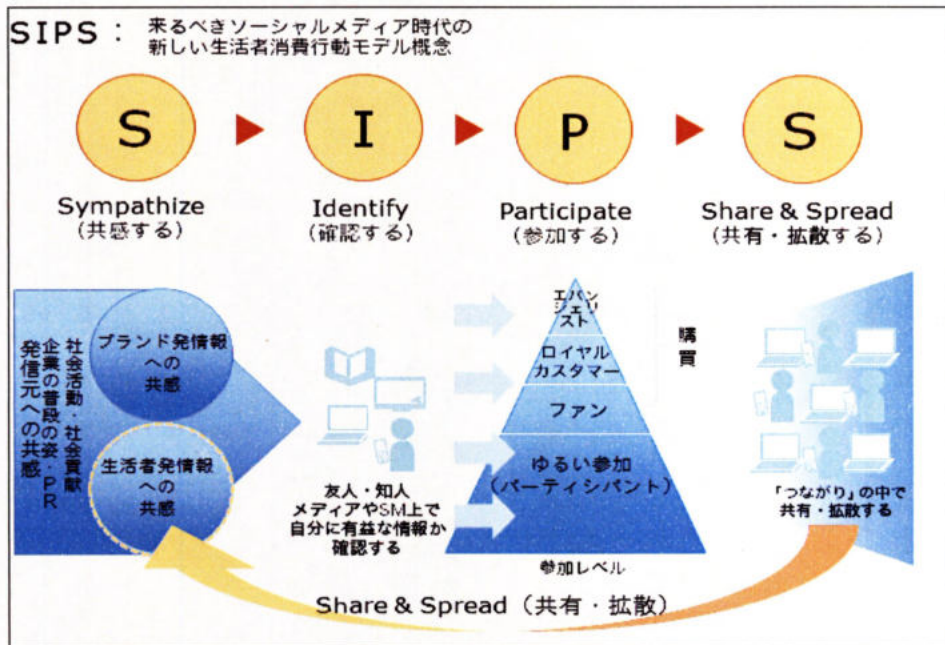 SIPS : 来るべきソーシャルメディア時代の
新しい生活者消費行動モデル概念
S
I
P
S
Sympathize
(共感する)
Identify
(確認する)
Participate
(参加する)
Share & Spread
(共有・拡散する)
社会活動・社会貢献
企業の普段の姿・PR
発信元への共感
ブランド発情報
への
共感
生活者発情報
への
共感
友人・知人
メディアやSM上で
自分に有益な情報か
確認する
エバン
ジェリ
スト
ロイヤル
カスタマー
ファン
ゆるい参加
(パーティシパント)
参加レベル
購
買
「つながり」の中で
共有・拡散する
Share & Spread (共有・拡散)